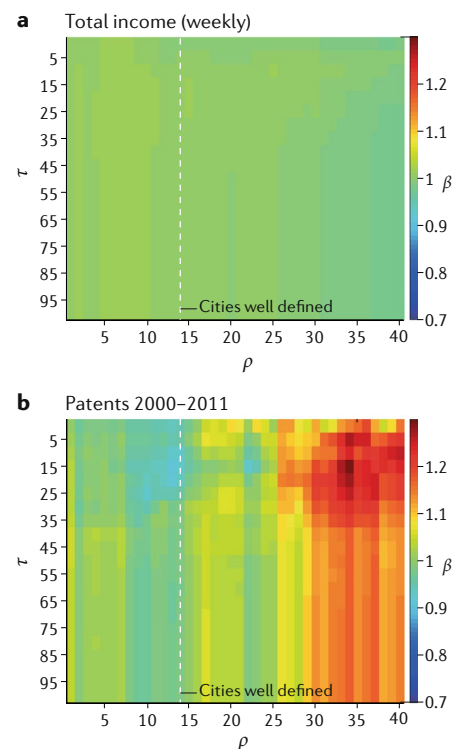 a Total income (weekly)
5
15
25
35
45
55
65
75
85
95
τ
Cities well defined
5 10 15 20 25 30 35 40
ρ
1.2
1.1
1
0.9
0.8
0.7
β
b Patents 2000–2011
5
15
25
35
45
55
65
75
85
95
τ
Cities well defined
5 10 15 20 25 30 35 40
ρ
1.2
1.1
1
0.9
0.8
0.7
β